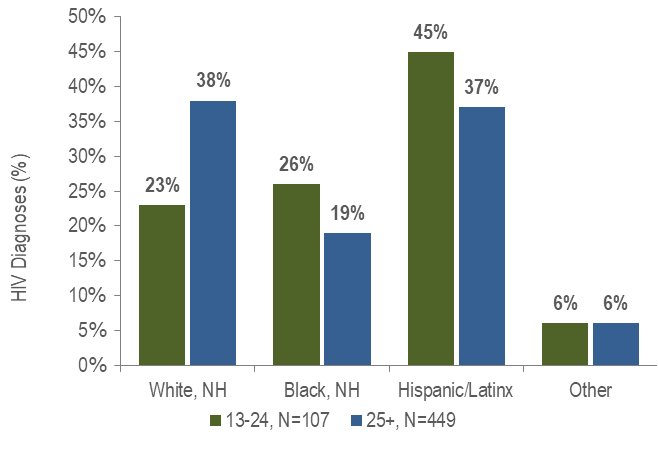 HIV Diagnoses (%)
50%
45%
40%
35%
30%
25%
20%
15%
10%
5%
0%
23%
38%
26%
19%
45%
37%
6%
6%
White, NH
Black, NH
Hispanic/Latinx
Other
13-24, N=107
25+, N=449